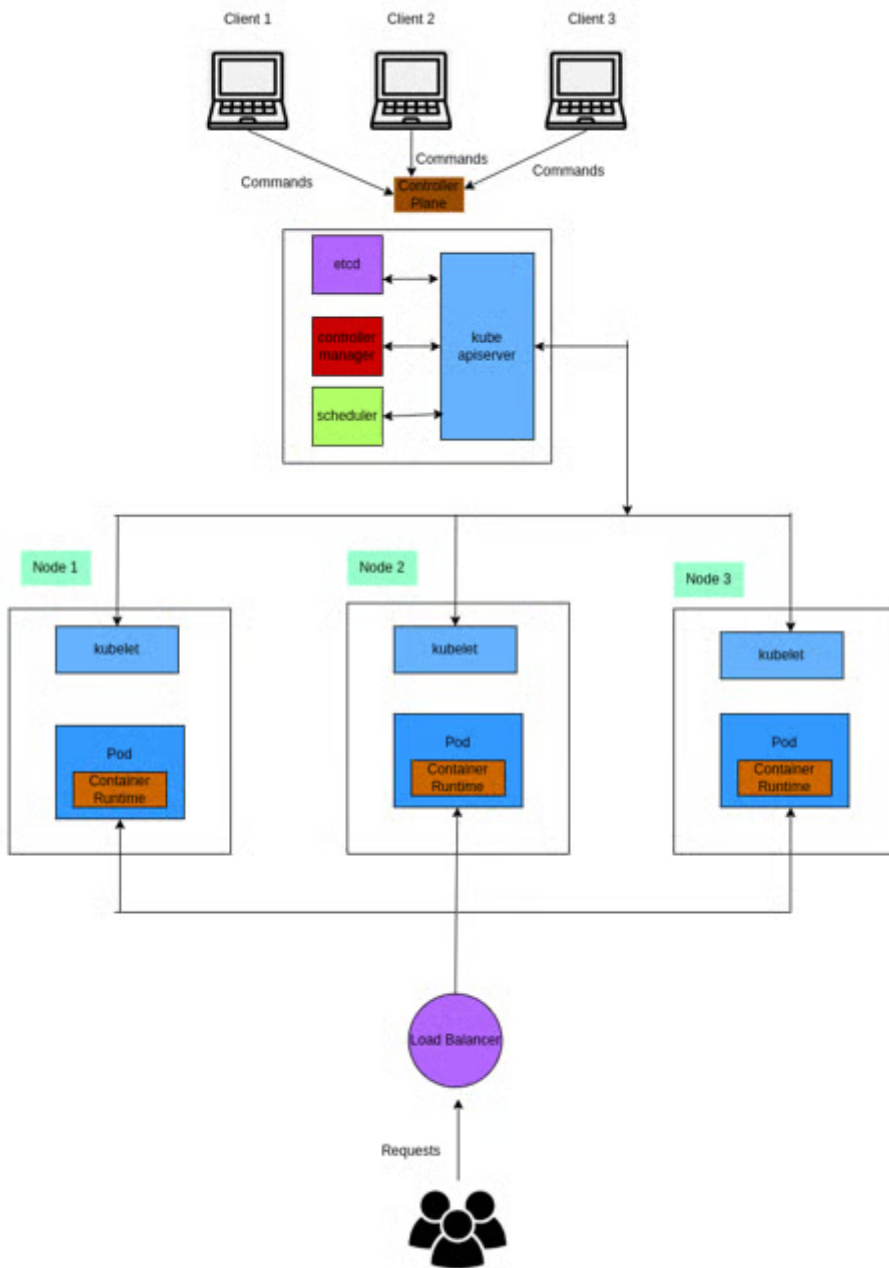 Client 1
Client 2
Client 3
Commands
Commands
Commands
Controller
Plane
etcd
controller
manager
scheduler
kube
apiserver
Node 1
Node 2
Node 3
kubelet
kubelet
kubelet
Pod
Container
Runtime
Pod
Container
Runtime
Pod
Container
Runtime
Load Balancer
Requests